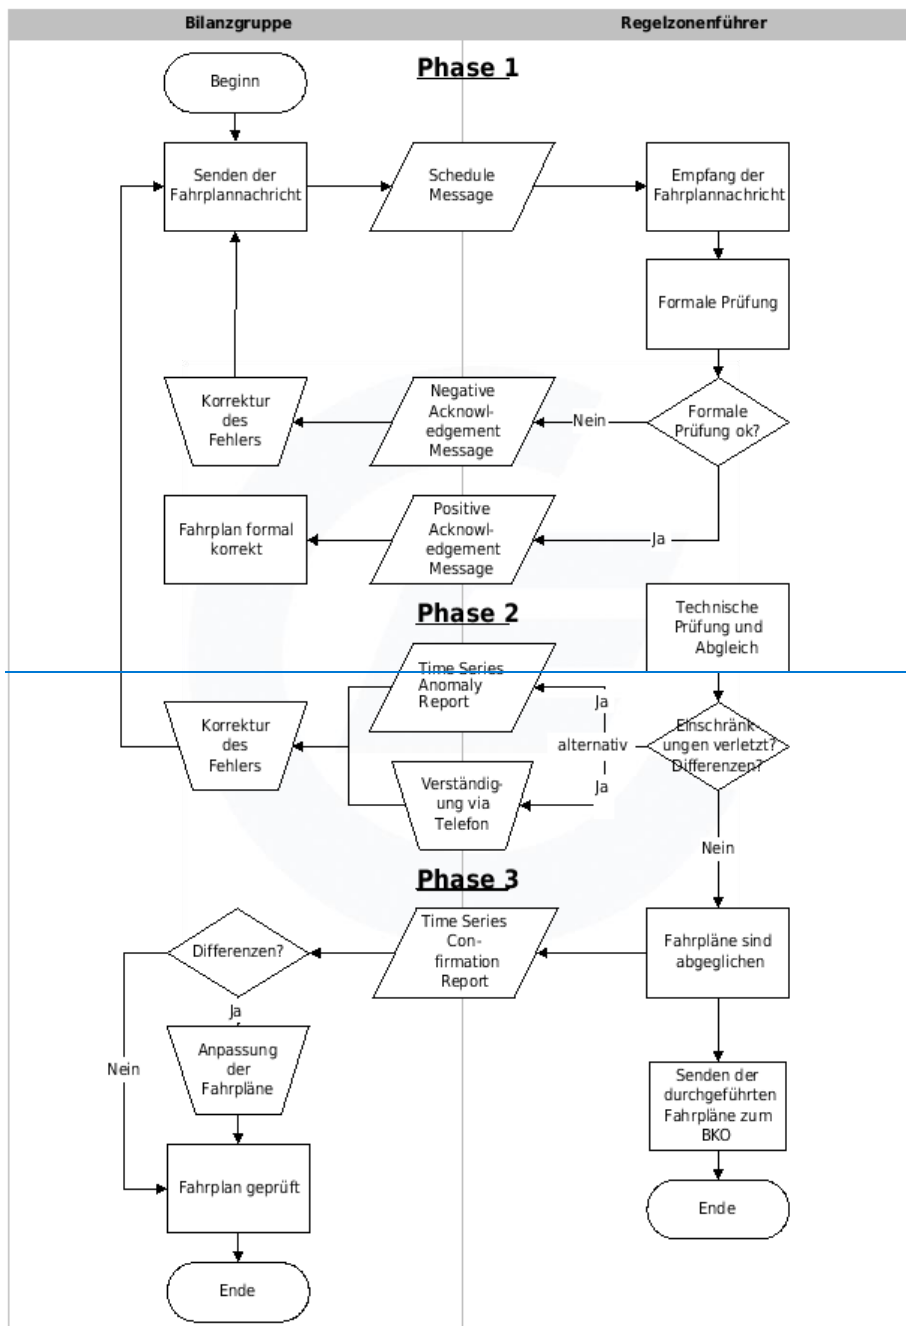 Bilanzgruppe
Regelzonenführer
Phase 1
Beginn
Senden der
Fahrplannachricht
Schedule
Message
Empfang der
Fahrplannachricht
Formale Prüfung
Korrektur
des
Fehlers
Negative
Acknowl-
edgement
Message
Nein
Formale
Prüfung ok?
Fahrplan formal
korrekt
Positive
Acknowl-
edgement
Message
Ja
Phase 2
Technische
Prüfung und
Abgleich
Time Series
Anomaly
Report
Ja
Korrektur
des
Fehlers
alternativ
Einschränk-
ungen verletzt?
Differenzen?
Verständig-
ung via
Telefon
Ja
Nein
Phase 3
Differenzen?
Time Series
Con-
firmation
Report
Fahrpläne sind
abgeglichen
Ja
Nein
Anpassung
der
Fahrpläne
Senden der
durchgeführten
Fahrpläne zum
BKO
Fahrplan geprüft
Ende
Ende